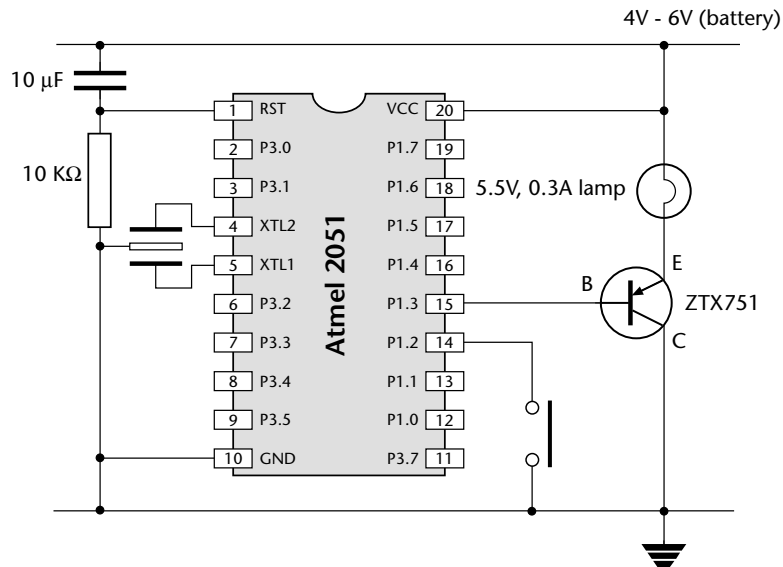 4V - 6V (battery)
10 μF
1 RST VCC 20
2 P3.0 P1.7 19
10 KΩ
3 P3.1 P1.6 18
5.5V, 0.3A lamp
4 XTL2 P1.5 17
5 XTL1 P1.4 16
Atmel 2051
6 P3.2 P1.3 15
B
E
ZTX751
C
7 P3.3 P1.2 14
8 P3.4 P1.1 13
9 P3.5 P1.0 12
10 GND P3.7 11